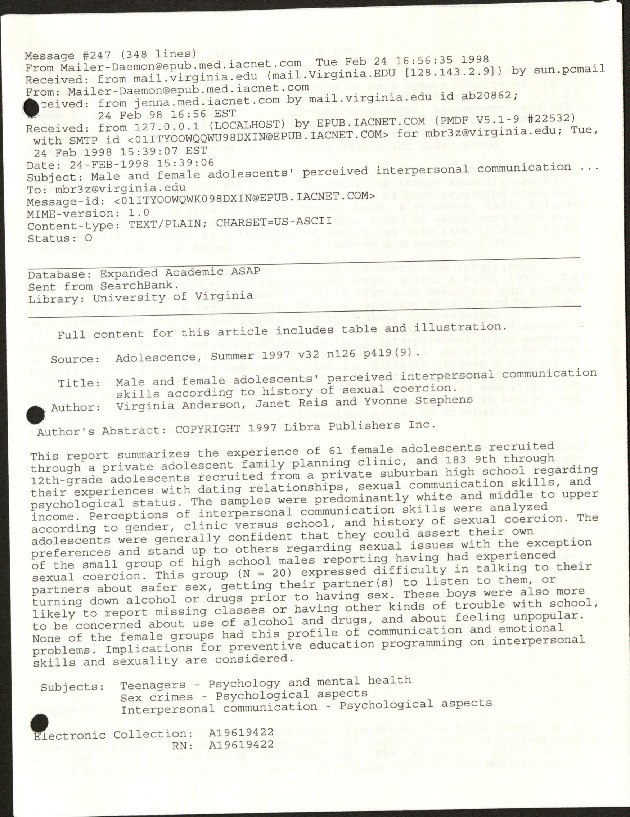 Message #247 (348 lines)
From Mailer-Daemon@epub.med.iacnet.com  Tue Feb 24 16:56:35 1998
Received: from mail.virginia.edu (mail.Virginia.EDU [128.143.2.9]) by sun.pcmail
From: Mailer-Daemon@epub.med.iacnet.com
ceived: from jenna.med.iacnet.com by mail.virginia.edu id ab20862;
24 Feb 98 16:56 EST
Received: from 127.0.0.1 (LOCALHOST) by EPUB.IACNET.COM (PMDF V5.1-9 #22532)
with SMTP id <01ITYOOWQQWU98DXIN@EPUB.IACNET.COM> for mbr3z@virginia.edu; Tue,
24 Feb 1998 15:39:07 EST
Date: 24-FEB-1998 15:39:06
Subject: Male and female adolescents' perceived interpersonal communication ...
To: mbr3z@virginia.edu
Message-id: <01ITYOOWQWK098DXIN@EPUB.IACNET.COM>
MIME-version: 1.0
Content-type: TEXT/PLAIN; CHARSET=US-ASCII
Status: O
Database: Expanded Academic ASAP
Sent from SearchBank.
Library: University of Virginia
Full content for this article includes table and illustration.
Source:  Adolescence, Summer 1997 v32 n126 p419(9).
Title:  Male and female adolescents' perceived interpersonal communication
skills according to history of sexual coercion.
Author:  Virginia Anderson, Janet Reis and Yvonne Stephens
Author's Abstract: COPYRIGHT 1997 Libra Publishers Inc.
This report summarizes the experience of 61 female adolescents recruited
through a private adolescent family planning clinic, and 183 9th through
12th-grade adolescents recruited from a private suburban high school regarding
their experiences with dating relationships, sexual communication skills, and
psychological status. The samples were predominantly white and middle to upper
income. Perceptions of interpersonal communication skills were analyzed
according to gender, clinic versus school, and history of sexual coercion. The
adolescents were generally confident that they could assert their own
preferences and stand up to others regarding sexual issues with the exception
of the small group of high school males reporting having had experienced
sexual coercion. This group (N = 20) expressed difficulty in talking to their
partners about safer sex, getting their partner(s) to listen to them, or
turning down alcohol or drugs prior to having sex. These boys were also more
likely to report missing classes or having other kinds of trouble with school,
to be concerned about use of alcohol and drugs, and about feeling unpopular.
None of the female groups had this profile of communication and emotional
problems. Implications for preventive education programming on interpersonal
skills and sexuality are considered.
Subjects:  Teenagers - Psychology and mental health
Sex crimes - Psychological aspects
Interpersonal communication - Psychological aspects
Electronic Collection:  A19619422
RN:  A19619422